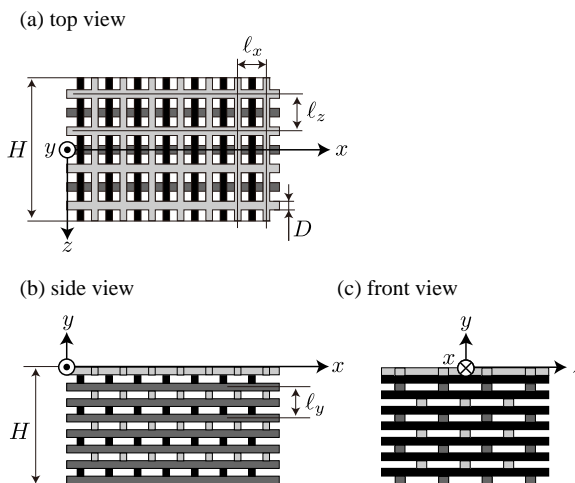 (a) top view
ℓx
ℓz
H
y
x
D
z
(b) side view
(c) front view
y
y
x
x
H
ℓy